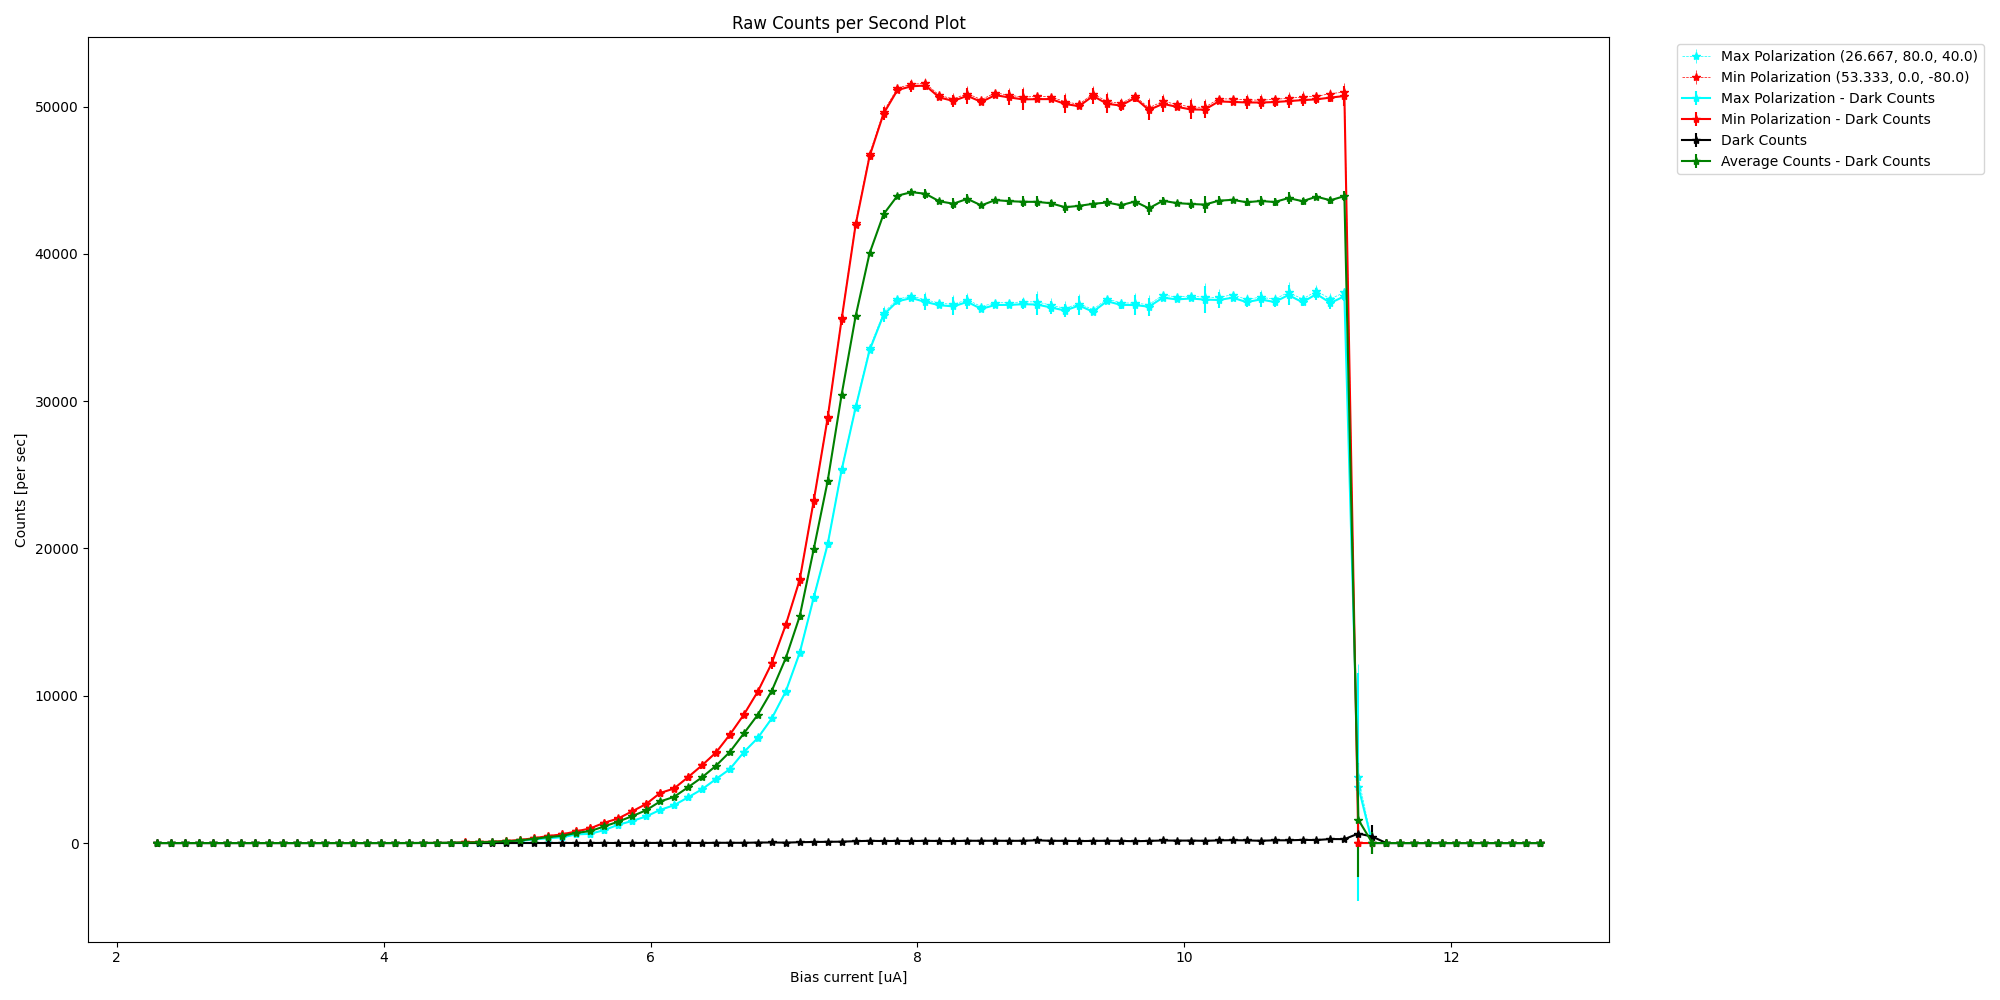 Raw Counts per Second Plot
Max Polarization (26.667, 80.0, 40.0)
Min Polarization (53.333, 0.0, -80.0)
Max Polarization - Dark Counts
Min Polarization - Dark Counts
Dark Counts
Average Counts - Dark Counts
50000
40000
30000
20000
10000
0
Counts [per sec]
2
4
6
8
10
12
Bias current [uA]